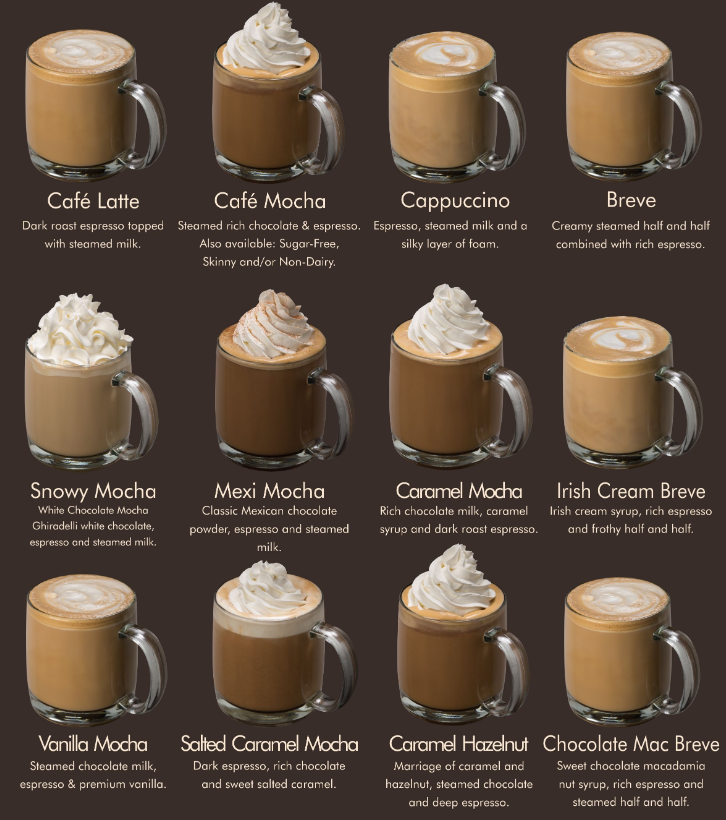 Café Latte
Dark roast espresso topped
with steamed milk.
Café Mocha
Steamed rich chocolate & espresso.
Also available: Sugar-Free,
Skinny and/or Non-Dairy.
Cappuccino
Espresso, steamed milk and a
silky layer of foam.
Breve
Creamy steamed half and half
combined with rich espresso.
Snowy Mocha
White Chocolate Mocha
Ghiradelli white chocolate,
espresso and steamed milk.
Mexi Mocha
Classic Mexican chocolate
powder, espresso and steamed
milk.
Caramel Mocha
Rich chocolate milk, caramel
syrup and dark roast espresso.
Irish Cream Breve
Irish cream syrup, rich espresso
and frothy half and half.
Vanilla Mocha
Steamed chocolate milk,
espresso & premium vanilla.
Salted Caramel Mocha
Dark espresso, rich chocolate
and sweet salted caramel.
Caramel Hazelnut
Marriage of caramel and
hazelnut, steamed chocolate
and deep espresso.
Chocolate Mac Breve
Sweet chocolate macadamia
nut syrup, rich espresso and
steamed half and half.